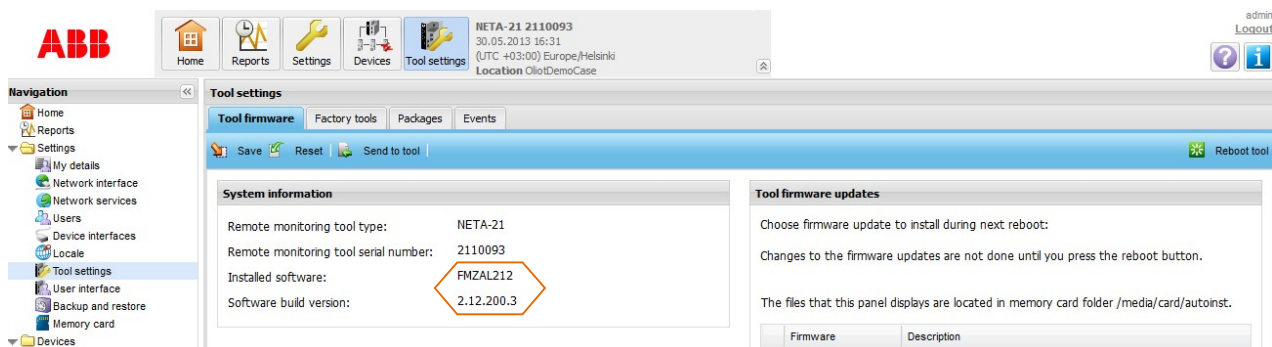 ABB
Home
Reports
Settings
Devices
Tool settings
NETA-21 2110093
30.05.2013 16:31
(UTC +03:00) Europe/Helsinki
Location OliotDemoCase
admin
Logout
Navigation
Home
Reports
Settings
My details
Network interface
Network services
Users
Device interfaces
Locale
Tool settings
User interface
Backup and restore
Memory card
Devices
Tool settings
Tool firmware
Factory tools
Packages
Events
Save
Reset
Send to tool
Reboot tool
System information
Remote monitoring tool type: NETA-21
Remote monitoring tool serial number: 2110093
Installed software: FMZAL212
Software build version: 2.12.200.3
Tool firmware updates
Choose firmware update to install during next reboot:
Changes to the firmware updates are not done until you press the reboot button.
The files that this panel displays are located in memory card folder /media/card/autoinst.
Firmware Description